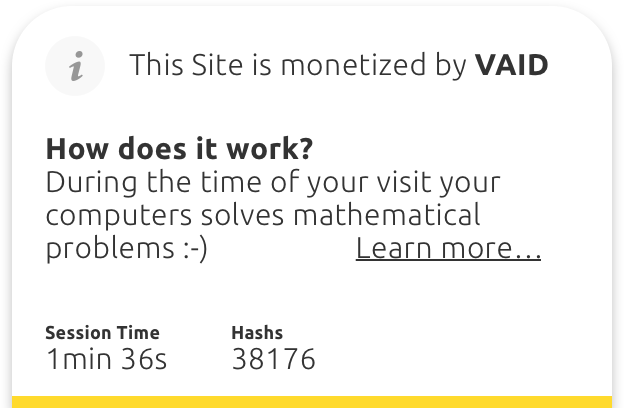 i
This Site is monetized by VAID
How does it work?
During the time of your visit your
computers solves mathematical
problems :-) Learn more...
Session Time Hashs
1min 36s 38176